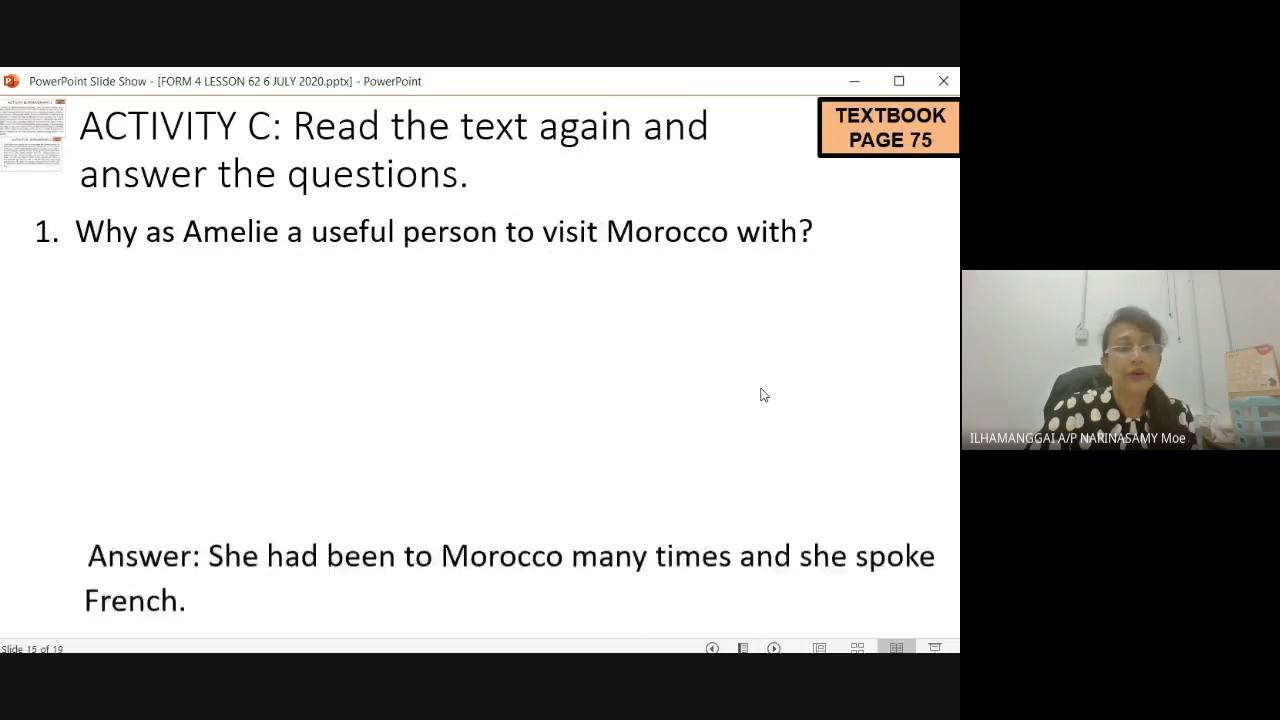 PowerPoint Slide Show - [FORM 4 LESSON 62 6 JULY 2020.pptx] - PowerPoint
ACTIVITY C: Read the text again and
answer the questions.
TEXTBOOK
PAGE 75
1. Why as Amelie a useful person to visit Morocco with?
Answer: She had been to Morocco many times and she spoke
French.
Slide 15 of 19
ILHAMANGGAI A/P NARINASAMY Moe